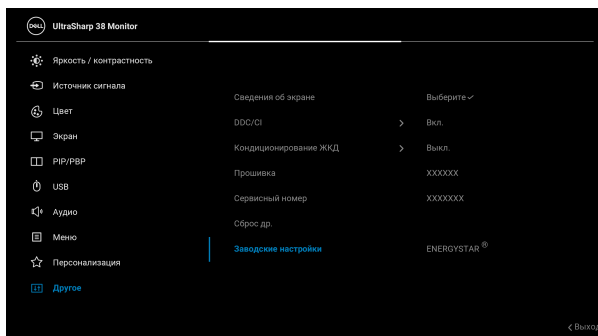 DELL UltraSharp 38 Monitor
Яркость / контрастность
Источник сигнала
Цвет
Экран
PIP/PBP
USB
Аудио
Меню
Персонализация
Другое
Сведения об экране Выберите
DDC/CI Вкл.
Кондиционирование ЖКД Выкл.
Прошивка XXXXXX
Сервисный номер XXXXXXX
Сброс др.
Заводские настройки ENERGYSTAR ®
Выход